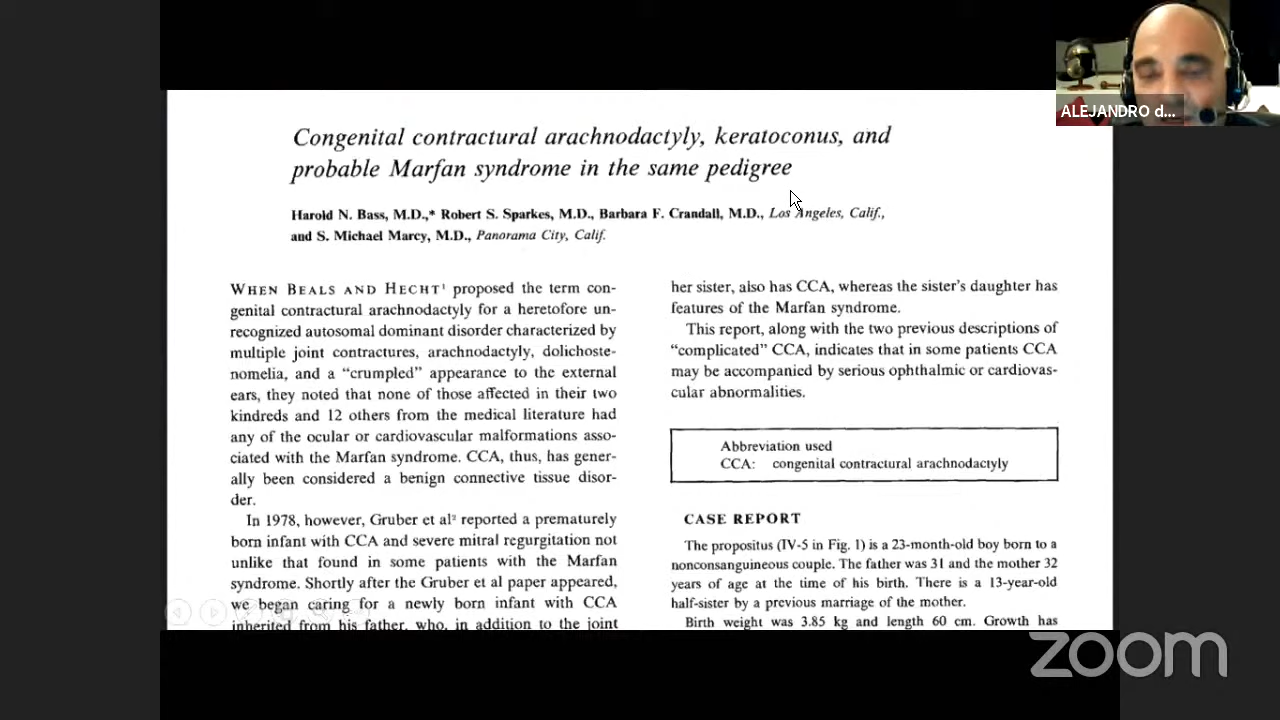 ALEJANDRO d...
Congenital contractural arachnodactyly, keratoconus, and
probable Marfan syndrome in the same pedigree
Harold N. Bass, M.D.,* Robert S. Sparkes, M.D., Barbara F. Crandall, M.D., Los Angeles, Calif.,
and S. Michael Marcy, M.D., Panorama City, Calif.
WHEN BEALS AND HECHT¹ proposed the term con-
genital contractural arachnodactyly for a heretofore un-
recognized autosomal dominant disorder characterized by
multiple joint contractures, arachnodactyly, dolichoste-
nomelia, and a “crumpled” appearance to the external
ears, they noted that none of those affected in their two
kindreds and 12 others from the medical literature had
any of the ocular or cardiovascular malformations asso-
ciated with the Marfan syndrome. CCA, thus, has gener-
ally been considered a benign connective tissue disor-
der.
In 1978, however, Gruber et al² reported a prematurely
born infant with CCA and severe mitral regurgitation not
unlike that found in some patients with the Marfan
syndrome. Shortly after the Gruber et al paper appeared,
we began caring for a newly born infant with CCA
inherited from his father, who, in addition to the joint
her sister, also has CCA, whereas the sister’s daughter has
features of the Marfan syndrome.
This report, along with the two previous descriptions of
“complicated” CCA, indicates that in some patients CCA
may be accompanied by serious ophthalmic or cardiovas-
cular abnormalities.
Abbreviation used
CCA: congenital contractural arachnodactyly
CASE REPORT
The propositus (IV-5 in Fig. 1) is a 23-month-old boy born to a
nonconsanguineous couple. The father was 31 and the mother 32
years of age at the time of his birth. There is a 13-year-old
half-sister by a previous marriage of the mother.
Birth weight was 3.85 kg and length 60 cm. Growth has
zoom